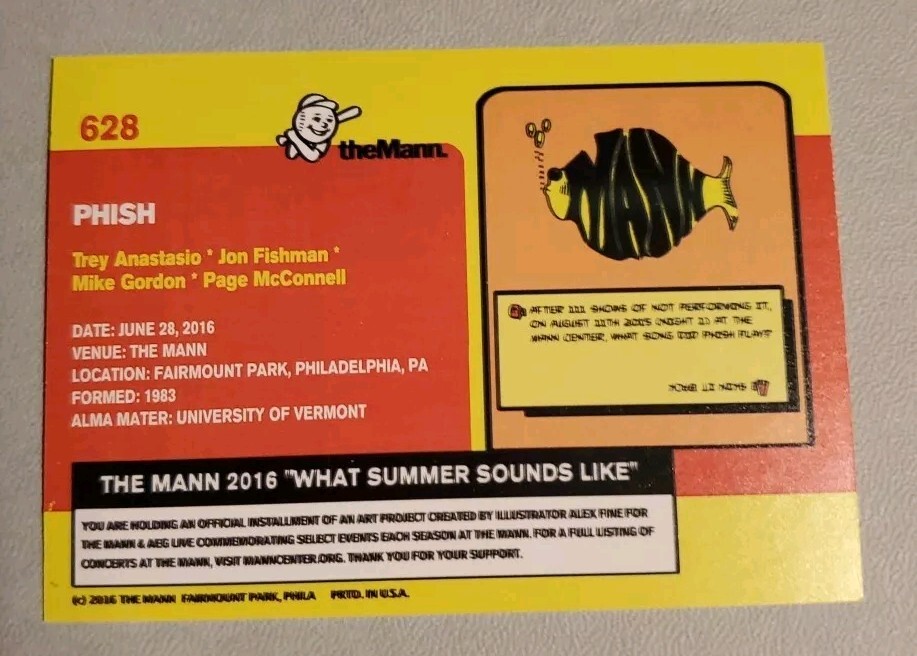 628
theMann.
PHISH
Trey Anastasio * Jon Fishman *
Mike Gordon * Page McConnell
DATE: JUNE 28, 2016
VENUE: THE MANN
LOCATION: FAIRMOUNT PARK, PHILADELPHIA, PA
FORMED: 1983
ALMA MATER: UNIVERSITY OF VERMONT
MANN
Q AFTER 111 SHOWS OF NOT PERFORMING IT,
ON AUGUST 11TH 2015 (NIGHT 1) AT THE
MANN CENTER, WHAT SONG DID PHISH PLAY?
THE MANN 2016 "WHAT SUMMER SOUNDS LIKE"
YOU ARE HOLDING AN OFFICIAL INSTALLMENT OF AN ART PROJECT CREATED BY ILLUSTRATOR ALEX FINE FOR
THE MANN & AEG LIVE COMMEMORATING SELECT EVENTS EACH SEASON AT THE MANN. FOR A FULL LISTING OF
CONCERTS AT THE MANN, VISIT MANNCENTER.ORG. THANK YOU FOR YOUR SUPPORT.
(c) 2016 THE MANN FAIRMOUNT PARK, PHILA PRTD. IN U.S.A.